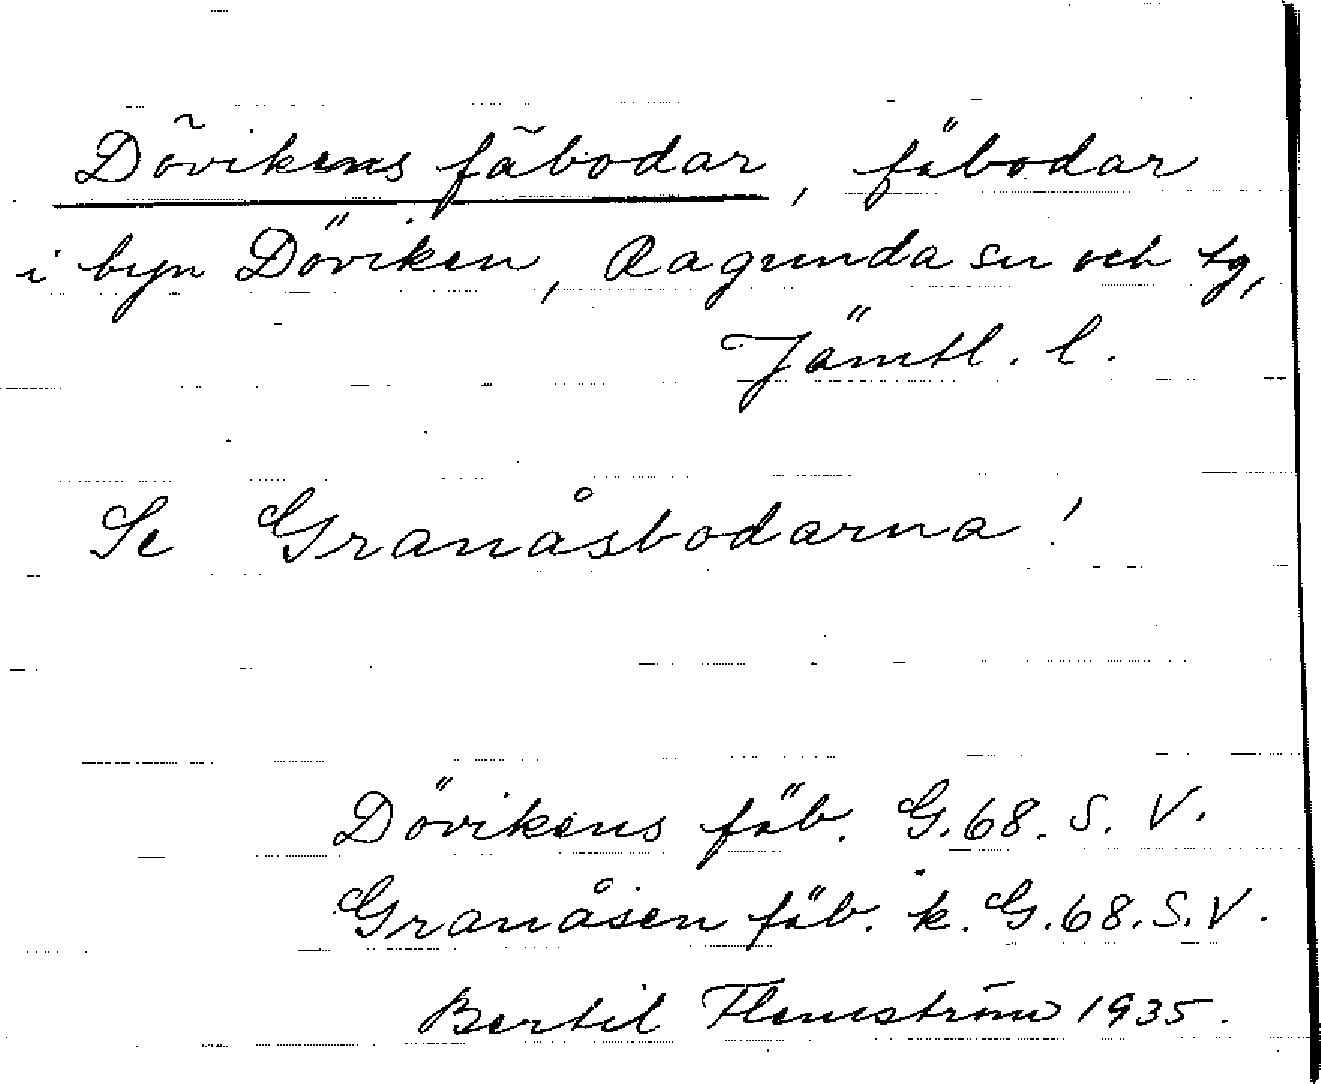 Dövikens fäbodar, fäbodar
i byn Döviken, Ragunda sn och tg,
Jämtl. l.
Se Granåsbodarna!
Dövikens fäb. G.68. S. V.
Granåsen fäb. k. G.68. S.V.
Bertil Flemström 1935.